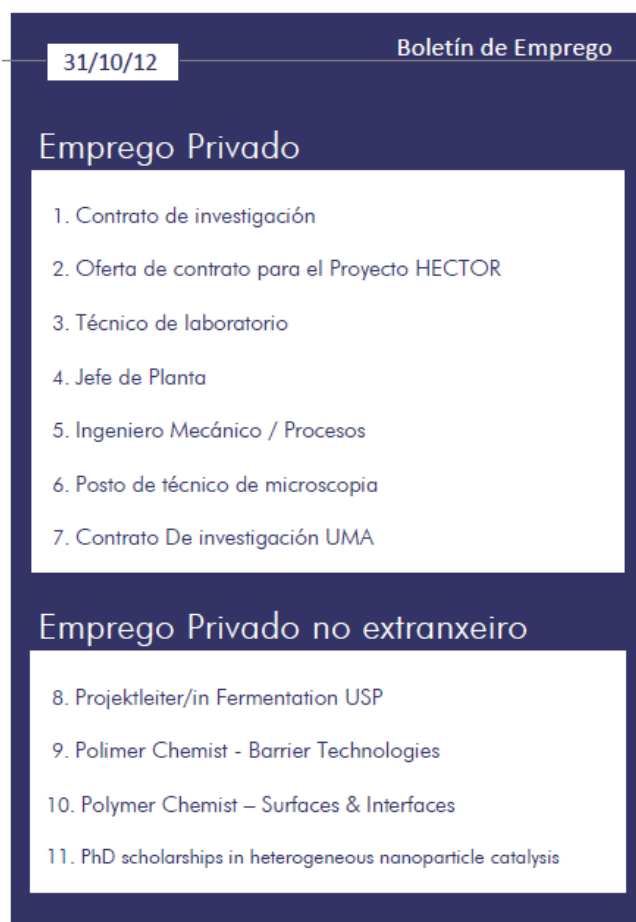 31/10/12
Boletín de Emprego
Emprego Privado
1. Contrato de investigación
2. Oferta de contrato para el Proyecto HECTOR
3. Técnico de laboratorio
4. Jefe de Planta
5. Ingeniero Mecánico / Procesos
6. Posto de técnico de microscopia
7. Contrato De investigación UMA
Emprego Privado no extranxeiro
8. Projektleiter/in Fermentation USP
9. Polimer Chemist - Barrier Technologies
10. Polymer Chemist – Surfaces & Interfaces
11. PhD scholarships in heterogeneous nanoparticle catalysis